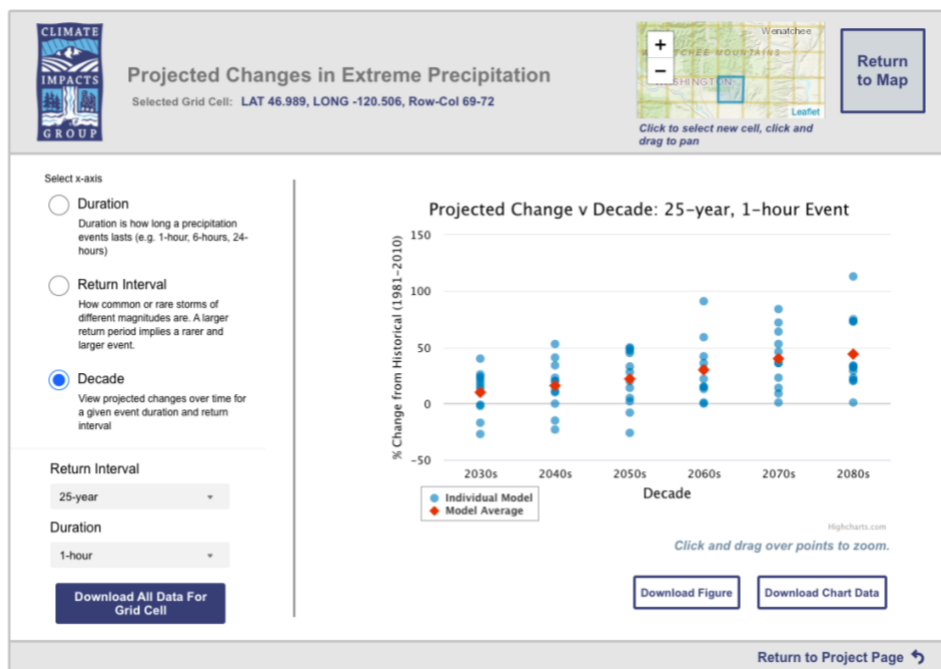 CLIMATE
IMPACTS
GROUP
Projected Changes in Extreme Precipitation
Selected Grid Cell: LAT 46.989, LONG -120.506, Row-Col 69-72
+
−
Wenatchee
WENATCHEE MOUNTAINS
WASHINGTON
Leaflet
Click to select new cell, click and
drag to pan
Return
to Map
Select x-axis
Duration
Duration is how long a precipitation
events lasts (e.g. 1-hour, 6-hours, 24-
hours)
Return Interval
How common or rare storms of
different magnitudes are. A larger
return period implies a rarer and
larger event.
Decade
View projected changes over time for
a given event duration and return
interval
Return Interval
25-year
Duration
1-hour
Download All Data For
Grid Cell
Projected Change v Decade: 25-year, 1-hour Event
% Change from Historical (1981-2010)
150
100
50
0
-50
2030s 2040s 2050s 2060s 2070s 2080s
Decade
Individual Model
Model Average
Highcharts.com
Click and drag over points to zoom.
Download Figure
Download Chart Data
Return to Project Page